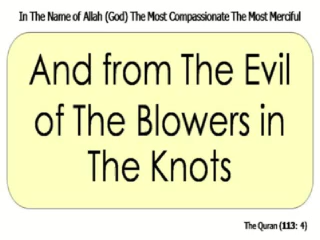 In The Name of Allah (God) The Most Compassionate The Most Merciful
And from The Evil
of The Blowers in
The Knots
The Quran (113: 4)